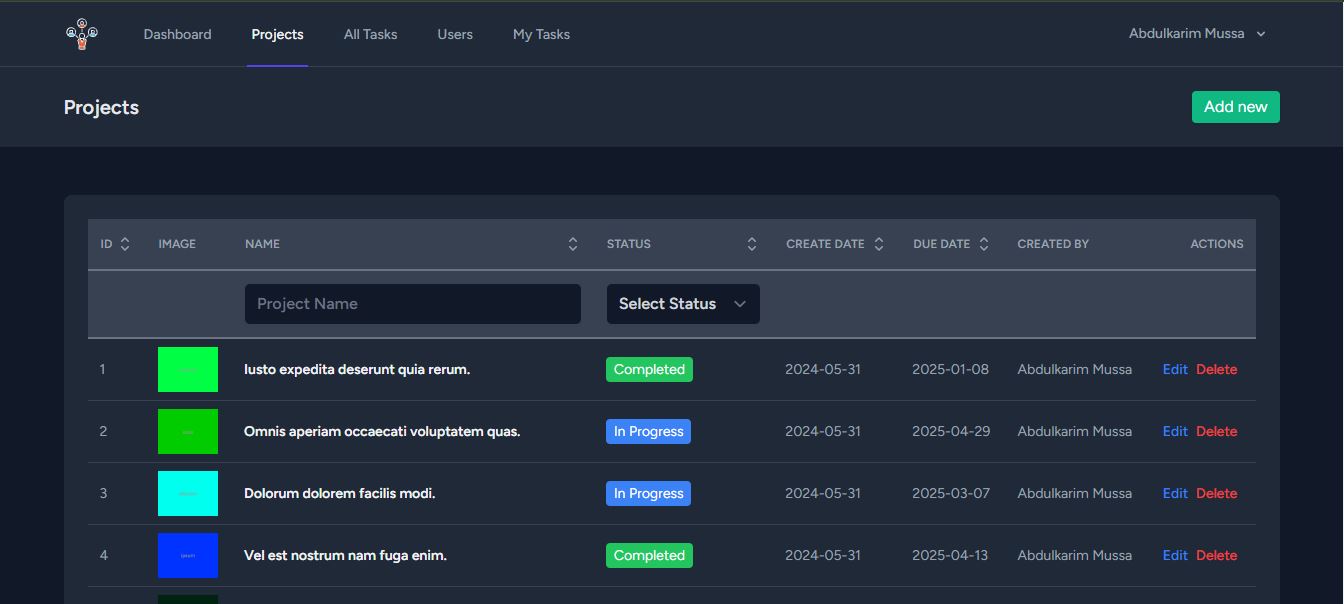 Dashboard Projects All Tasks Users My Tasks Abdulkarim Mussa
Projects Add new
ID IMAGE NAME STATUS CREATE DATE DUE DATE CREATED BY ACTIONS
Project Name Select Status
1 Iusto expedita deserunt quia rerum. Completed 2024-05-31 2025-01-08 Abdulkarim Mussa Edit Delete
2 Omnis aperiam occaecati voluptatem quas. In Progress 2024-05-31 2025-04-29 Abdulkarim Mussa Edit Delete
3 Dolorum dolorem facilis modi. In Progress 2024-05-31 2025-03-07 Abdulkarim Mussa Edit Delete
4 Vel est nostrum nam fuga enim. Completed 2024-05-31 2025-04-13 Abdulkarim Mussa Edit Delete